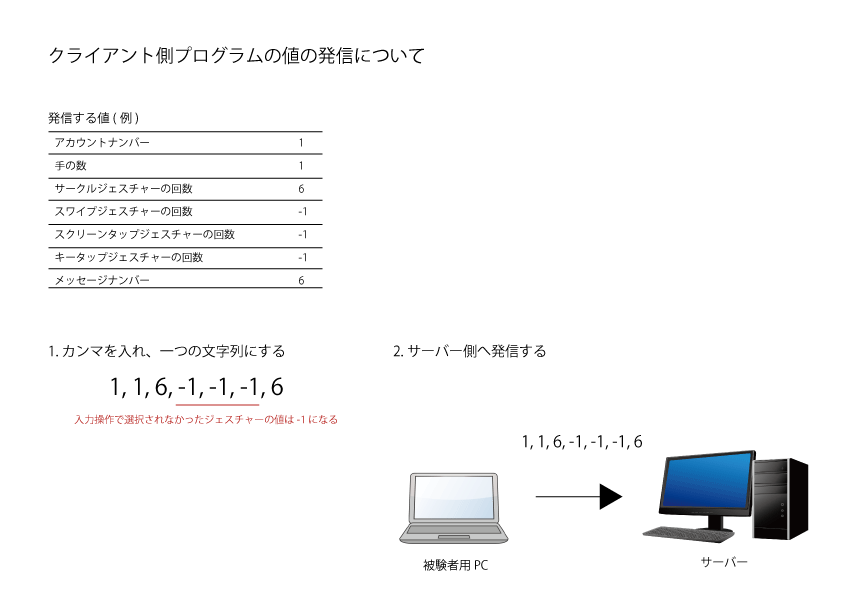 クライアント側プログラムの値の発信について
発信する値 ( 例 )
アカウントナンバー 1
手の数 1
サークルジェスチャーの回数 6
スワイプジェスチャーの回数 -1
スクリーンタップジェスチャーの回数 -1
キータップジェスチャーの回数 -1
メッセージナンバー 6
1. カンマを入れ、一つの文字列にする
1, 1, 6, -1, -1, -1, 6
入力操作で選択されなかったジェスチャーの値は -1 になる
2. サーバー側へ発信する
1, 1, 6, -1, -1, -1, 6
被験者用 PC
サーバー